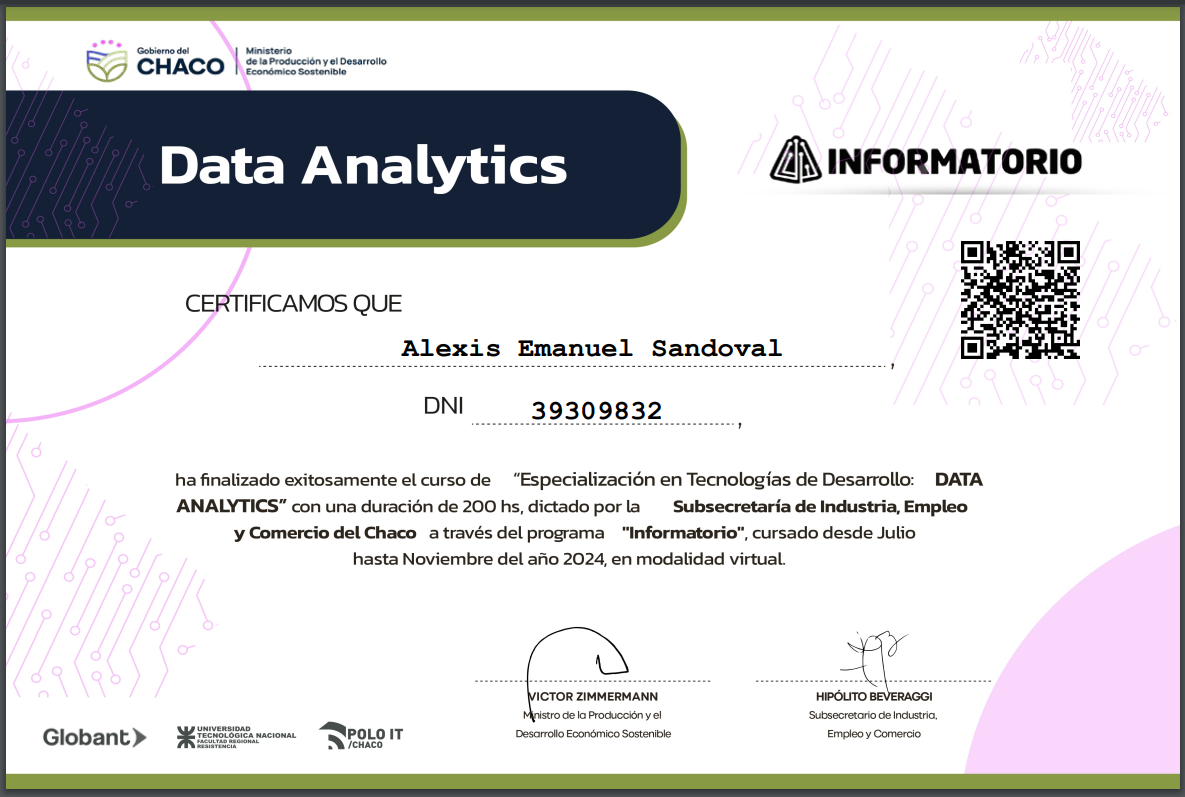 Gobierno del
CHACO
Ministerio
de la Producción y el Desarrollo
Económico Sostenible
Data Analytics
INFORMATORIO
CERTIFICAMOS QUE
Alexis Emanuel Sandoval,
DNI 39309832,
ha finalizado exitosamente el curso de “Especialización en Tecnologías de Desarrollo: DATA
ANALYTICS” con una duración de 200 hs, dictado por la Subsecretaría de Industria, Empleo
y Comercio del Chaco a través del programa "Informatorio", cursado desde Julio
hasta Noviembre del año 2024, en modalidad virtual.
VICTOR ZIMMERMANN
Ministro de la Producción y el
Desarrollo Económico Sostenible
HIPÓLITO BEVERAGGI
Subsecretario de Industria,
Empleo y Comercio
Globant
UNIVERSIDAD
TECNOLÓGICA NACIONAL
FACULTAD REGIONAL
RESISTENCIA
POLO IT
/CHACO